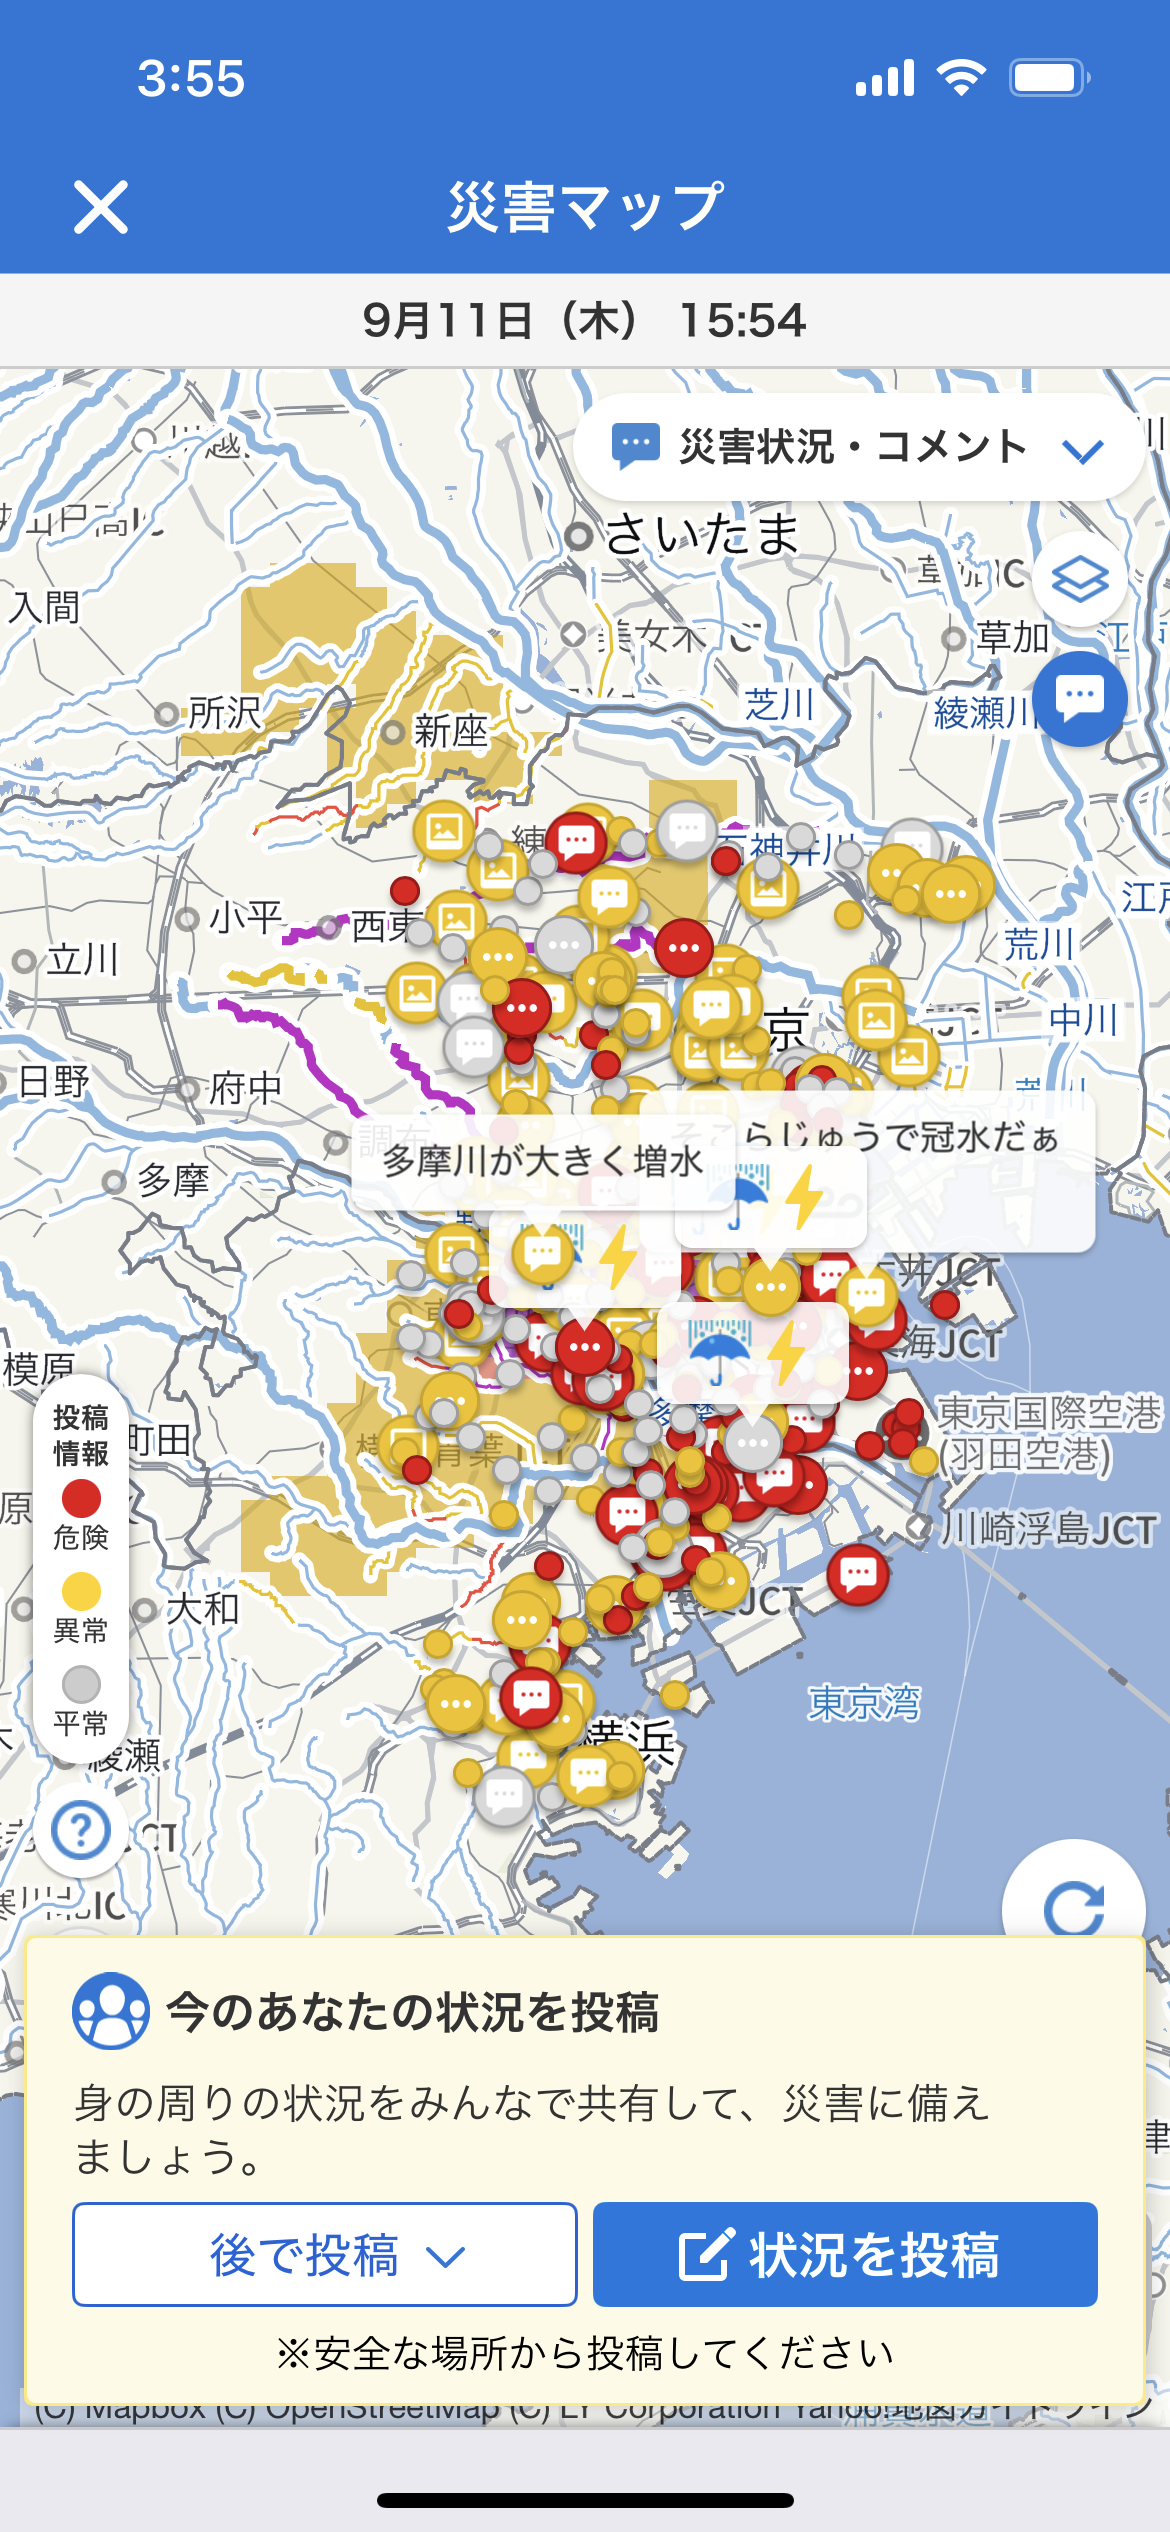 3:55
災害マップ
9月11日（木） 15:54
災害状況・コメント
さいたま
入間
草加
所沢
新座
芝川
綾瀬川
小平
西東
立川
荒川
京
中川
日野
府中
多摩
多摩川が大きく増水
らじゅうで冠水だぁ
井JCT
海JCT
模原
東京国際空港
(羽田空港)
投稿
情報
危険
異常
平常
町田
川崎浮島JCT
大和
JCT
東京湾
横浜
綾瀬
今のあなたの状況を投稿
身の周りの状況をみんなで共有して、災害に備え
ましょう。
後で投稿
状況を投稿
※安全な場所から投稿してください
(C) Mapbox (C) OpenStreetMap (C) LY Corporation Yahoo!地図ガイドライン